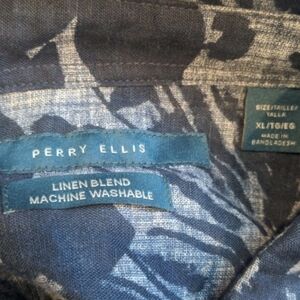 PERRY ELLIS
LINEN BLEND
MACHINE WASHABLE
SIZE/TAILLE/
TALLA
XL/TG/EG
MADE IN
BANGLADESH